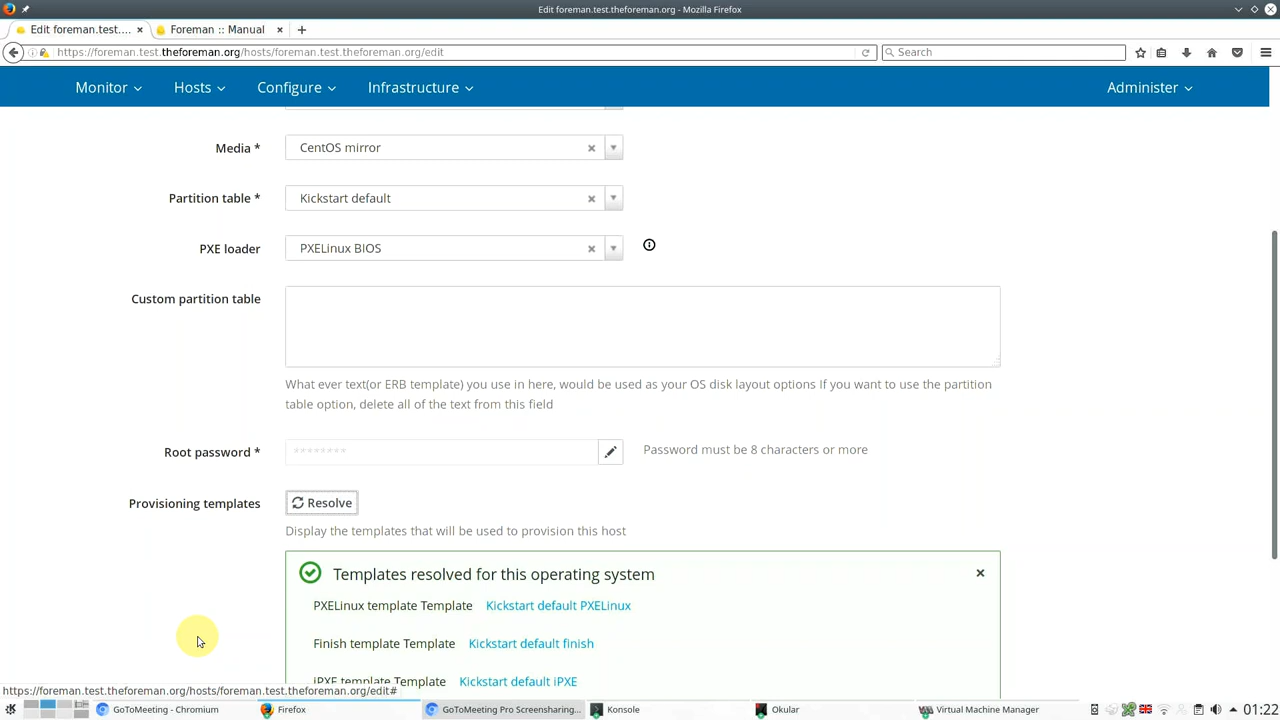 Edit foreman.test.theforeman.org - Mozilla Firefox
Edit foreman.test.... × Foreman :: Manual × +
https://foreman.test.theforeman.org/hosts/foreman.test.theforeman.org/edit Search
Monitor Hosts Configure Infrastructure Administer
Media * CentOS mirror
Partition table * Kickstart default
PXE loader PXELinux BIOS
Custom partition table
What ever text(or ERB template) you use in here, would be used as your OS disk layout options If you want to use the partition
table option, delete all of the text from this field
Root password * ******** Password must be 8 characters or more
Provisioning templates Resolve
Display the templates that will be used to provision this host
Templates resolved for this operating system
PXELinux template Template Kickstart default PXELinux
Finish template Template Kickstart default finish
iPXE template Template Kickstart default iPXE
https://foreman.test.theforeman.org/hosts/foreman.test.theforeman.org/edit#
GoToMeeting - Chromium Firefox GoToMeeting Pro Screensharing... Konsole Okular Virtual Machine Manager 01:22